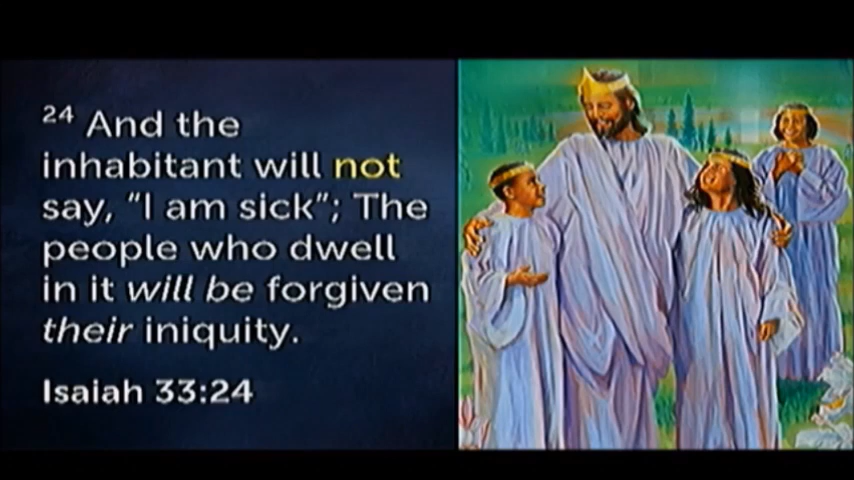 24 And the
inhabitant will not
say, “I am sick”; The
people who dwell
in it will be forgiven
their iniquity.
Isaiah 33:24